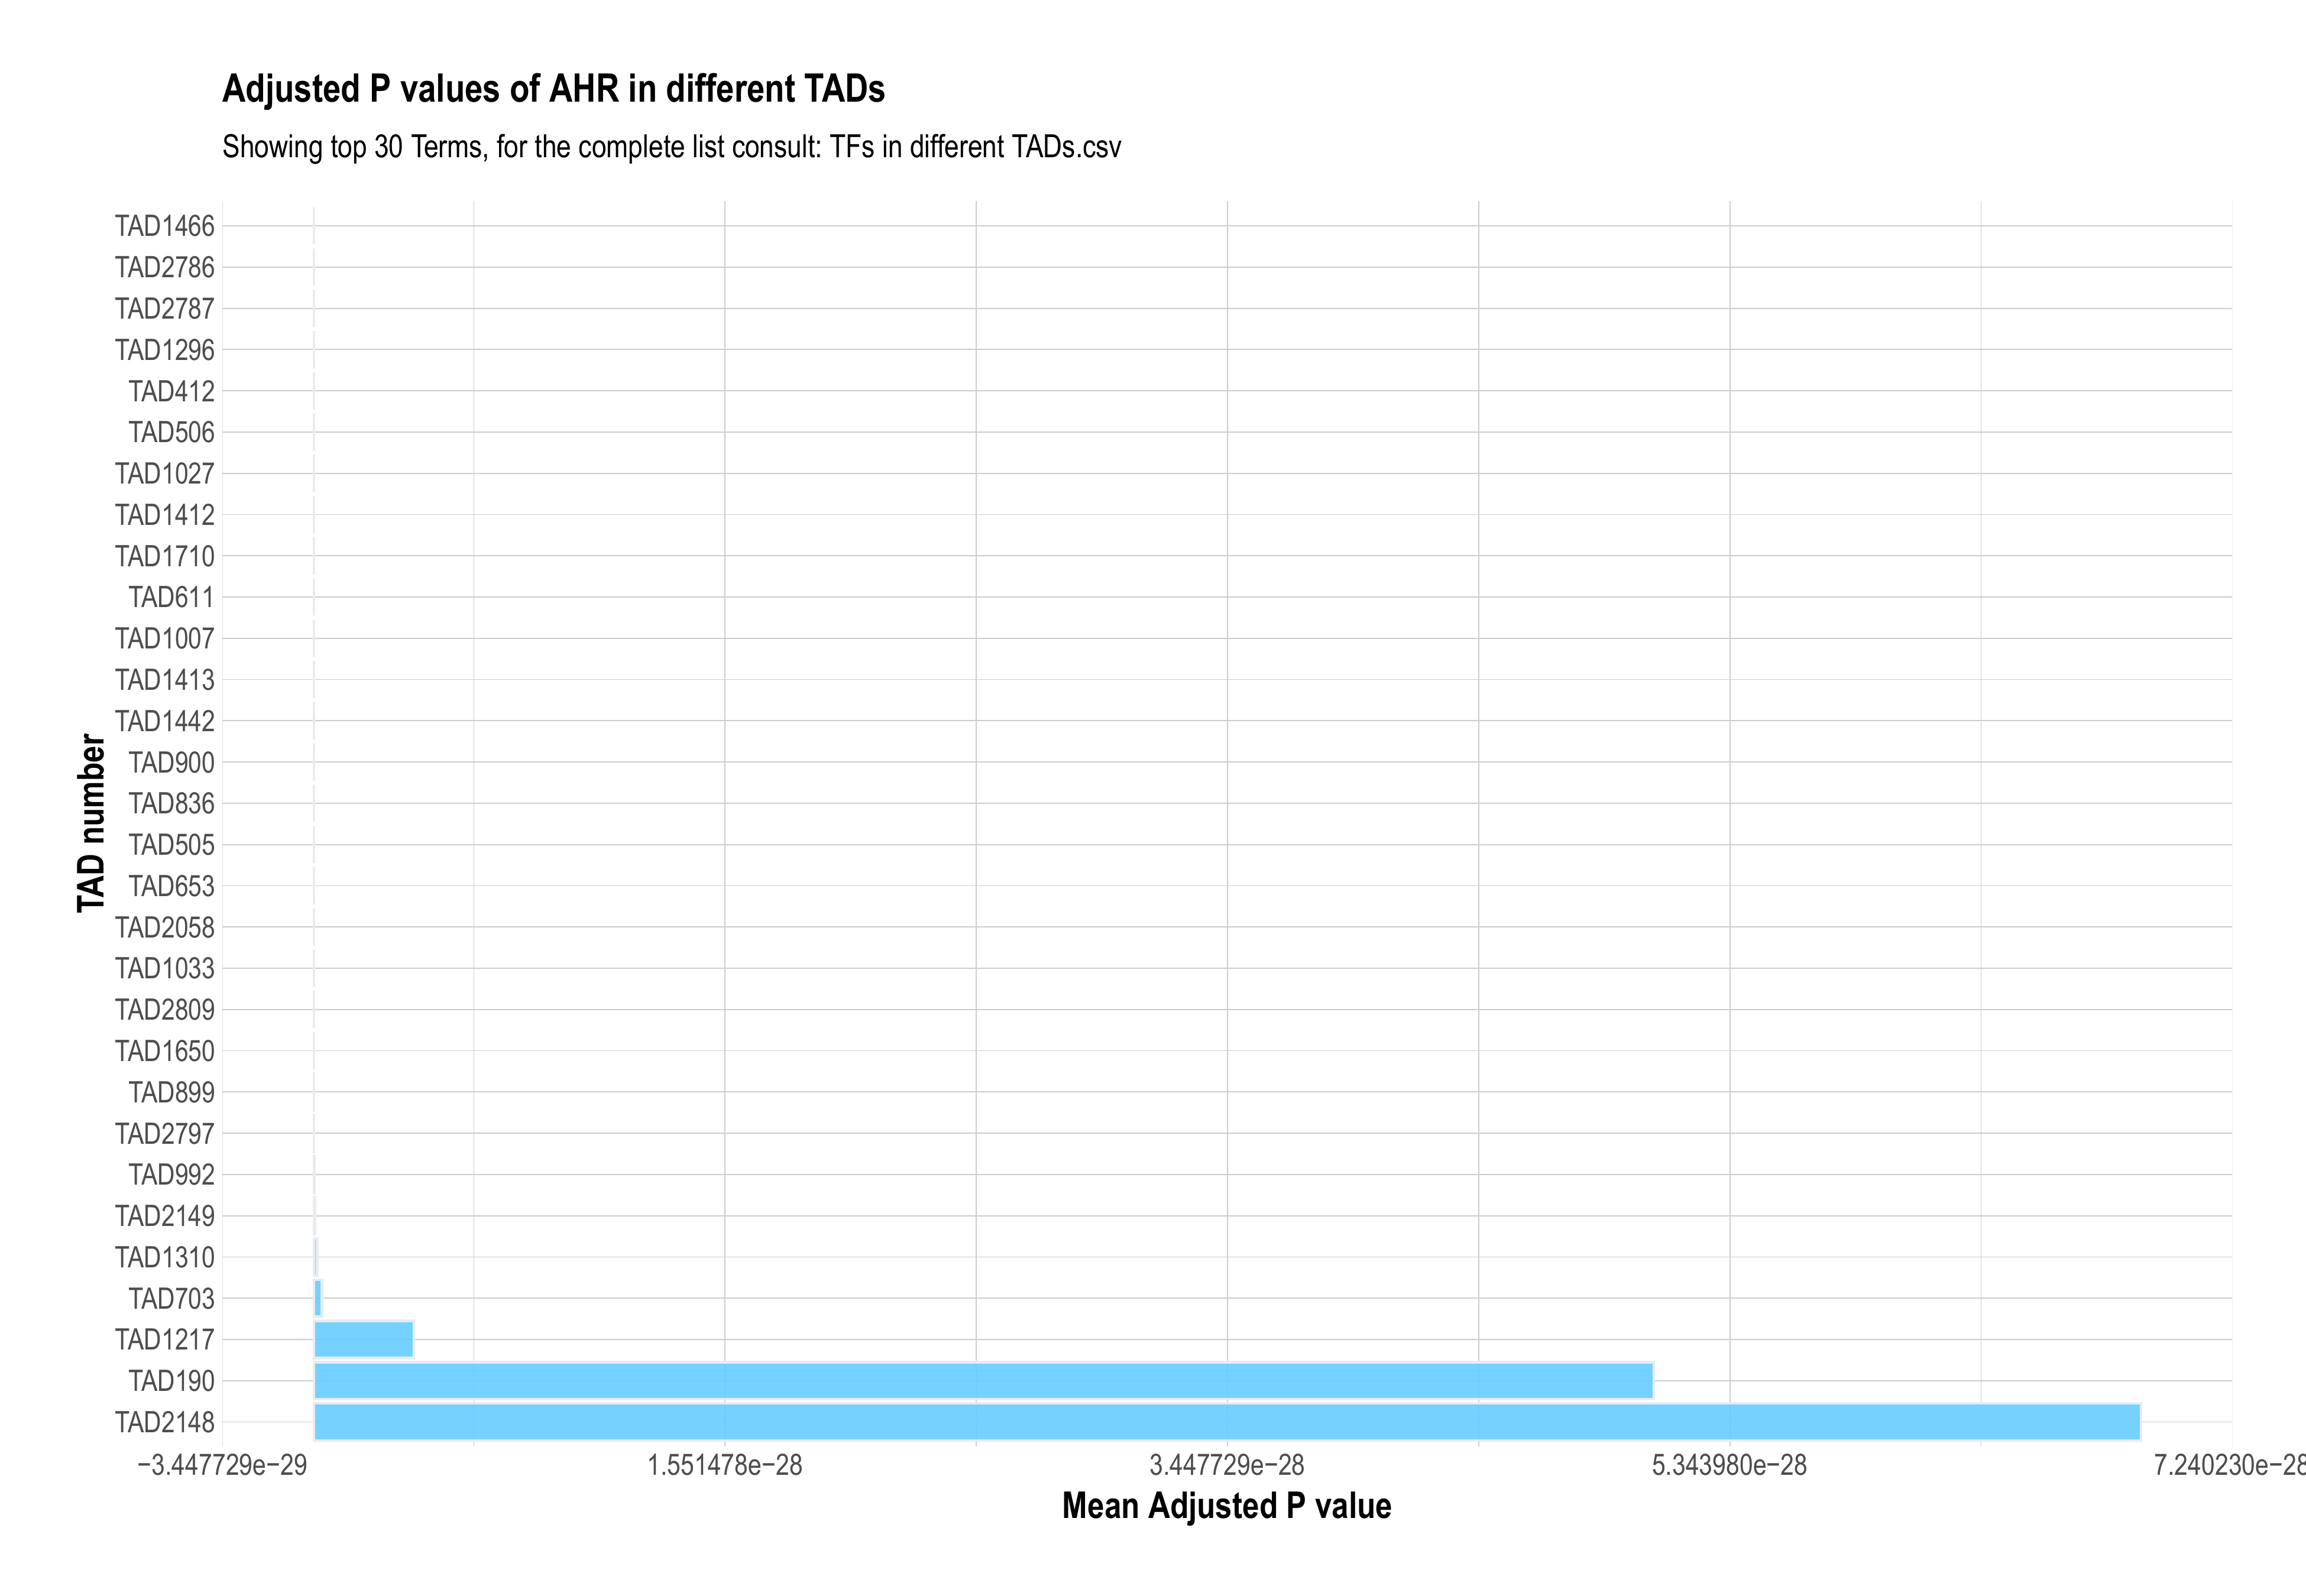 Adjusted P values of AHR in different TADs
Showing top 30 Terms, for the complete list consult: TFs in different TADs.csv
TAD number
TAD1466
TAD2786
TAD2787
TAD1296
TAD412
TAD506
TAD1027
TAD1412
TAD1710
TAD611
TAD1007
TAD1413
TAD1442
TAD900
TAD836
TAD505
TAD653
TAD2058
TAD1033
TAD2809
TAD1650
TAD899
TAD2797
TAD992
TAD2149
TAD1310
TAD703
TAD1217
TAD190
TAD2148
−3.447729e−29 1.551478e−28 3.447729e−28 5.343980e−28 7.240230e−28
Mean Adjusted P value